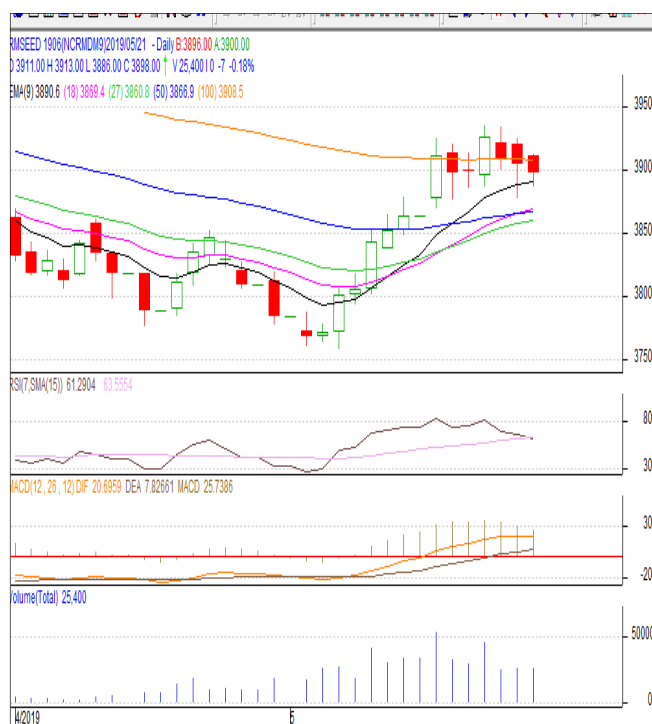 RMSEED 1906(NCRMDM9)2019/05/21 - Daily B:3896.00 A:3900.00
O 3911.00 H 3913.00 L 3886.00 C 3898.00 ↑ V 25,400 I 0 -7 -0.18%
EMA(9) 3890.6 (18) 3869.4 (27) 3860.8 (50) 3866.9 (100) 3908.5
3950
3900
3850
3800
3750
RSI(7,SMA(15)) 61.2904 63.5554
80
30
MACD(12 , 26 , 12) DIF 20.6959 DEA 7.82661 MACD 25.7386
30
-20
Volume(Total) 25,400
50000
0
4/2019 5